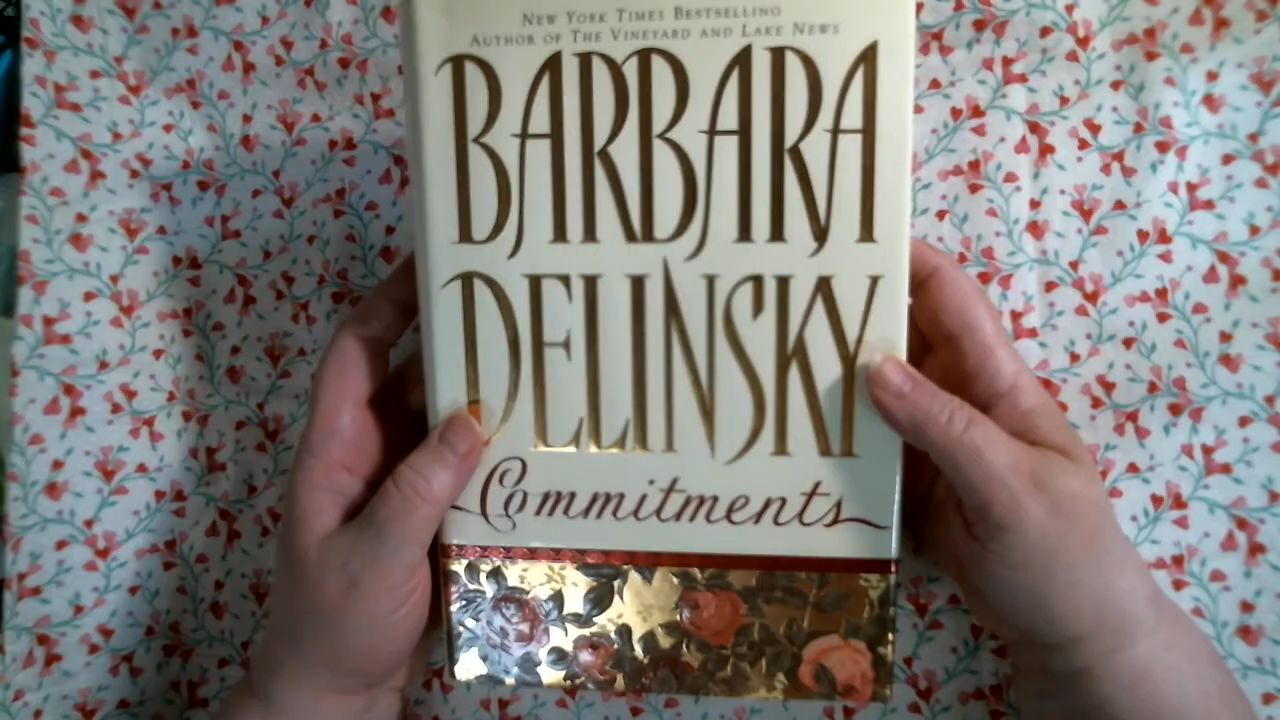 NEW YORK TIMES BESTSELLING
AUTHOR OF THE VINEYARD AND LAKE NEWS
BARBARA
DELINSKY
Commitments